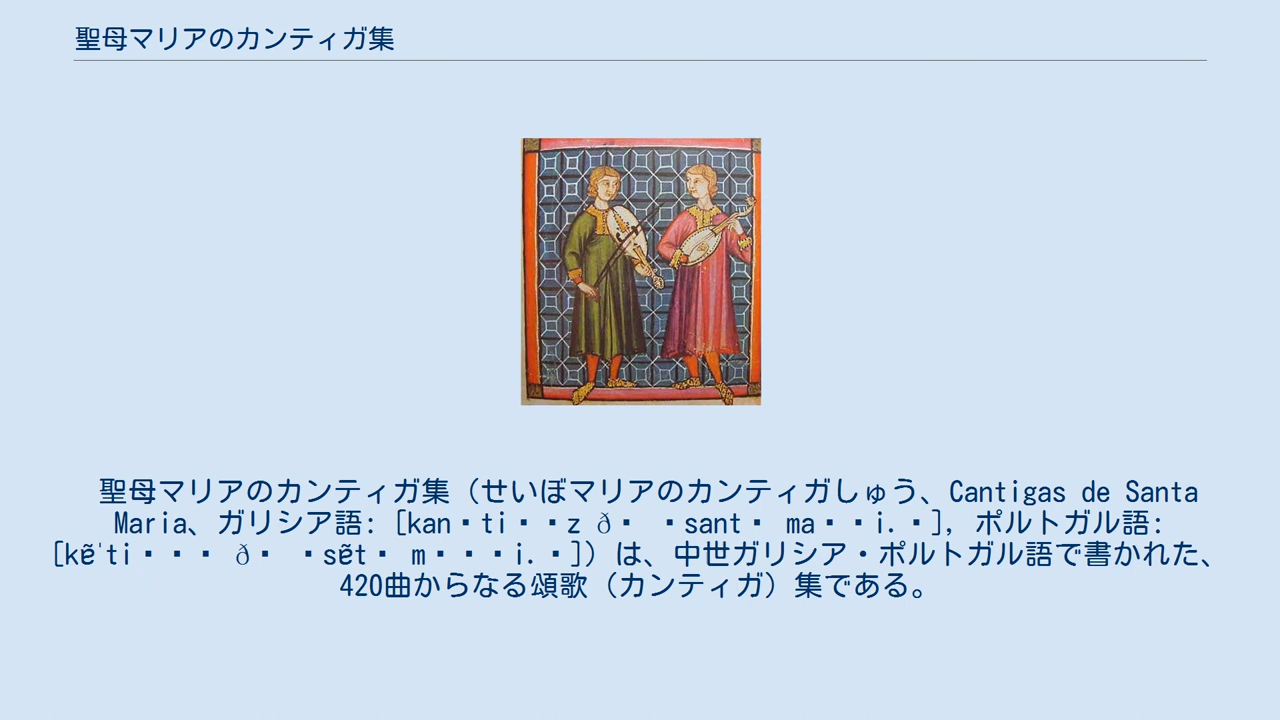 聖母マリアのカンティガ集
聖母マリアのカンティガ集（せいぼマリアのカンティガしゅう、Cantigas de Santa
Maria、ガリシア語: [kan▪ti▪▪z ð▪ ▪sant▪ ma▪▪i.▪], ポルトガル語:
[kɐ̃ˈti▪▪▪ ð▪ ▪sɐ̃t▪ m▪▪▪i.▪]）は、中世ガリシア・ポルトガル語で書かれた、
420曲からなる頌歌（カンティガ）集である。